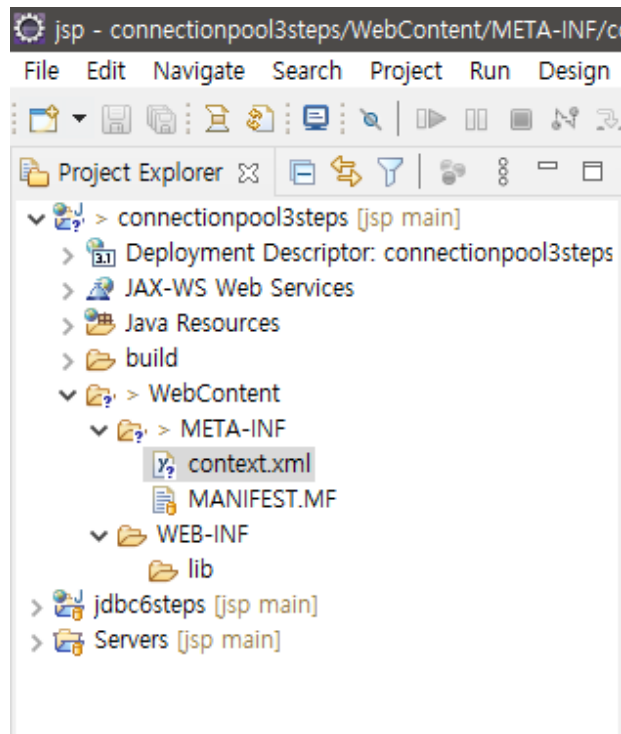 jsp - connectionpool3steps/WebContent/META-INF/c
File Edit Navigate Search Project Run Design
Project Explorer
> connectionpool3steps [jsp main]
3.1 Deployment Descriptor: connectionpool3steps
JAX-WS Web Services
Java Resources
build
> WebContent
> META-INF
context.xml
MANIFEST.MF
WEB-INF
lib
jdbc6steps [jsp main]
Servers [jsp main]